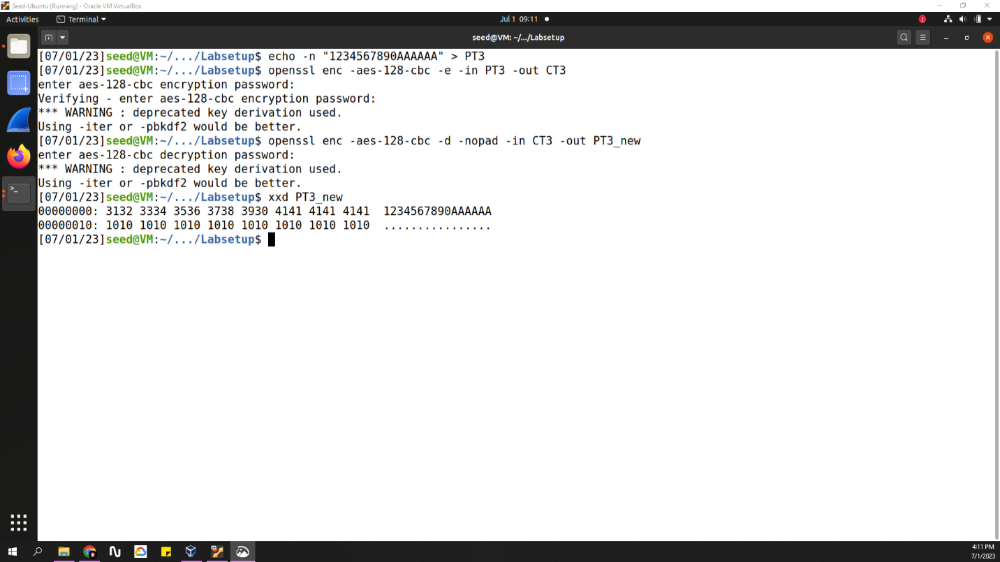 Seed-Ubuntu [Running] - Oracle VM VirtualBox
Activities
Terminal
Jul 1 09:11
seed@VM: ~/.../Labsetup
[07/01/23]seed@VM:~/.../Labsetup$ echo -n "1234567890AAAAAA" > PT3
[07/01/23]seed@VM:~/.../Labsetup$ openssl enc -aes-128-cbc -e -in PT3 -out CT3
enter aes-128-cbc encryption password:
Verifying - enter aes-128-cbc encryption password:
*** WARNING : deprecated key derivation used.
Using -iter or -pbkdf2 would be better.
[07/01/23]seed@VM:~/.../Labsetup$ openssl enc -aes-128-cbc -d -nopad -in CT3 -out PT3_new
enter aes-128-cbc decryption password:
*** WARNING : deprecated key derivation used.
Using -iter or -pbkdf2 would be better.
[07/01/23]seed@VM:~/.../Labsetup$ xxd PT3_new
00000000: 3132 3334 3536 3738 3930 4141 4141 4141  1234567890AAAAAA
00000010: 1010 1010 1010 1010 1010 1010 1010 1010  ................
[07/01/23]seed@VM:~/.../Labsetup$
4:11 PM
7/1/2023